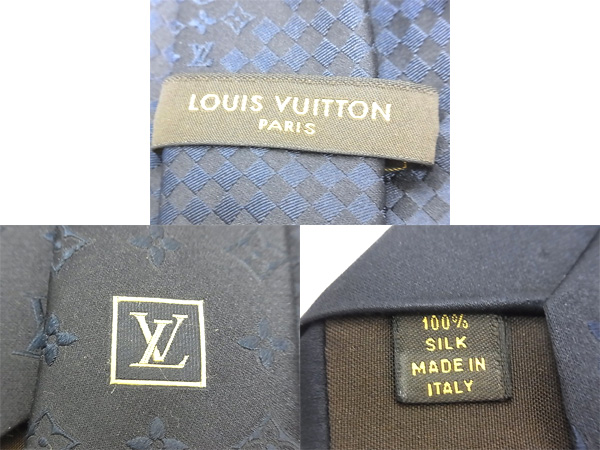 LOUIS VUITTON
PARIS
LV
100%
SILK
MADE IN
ITALY